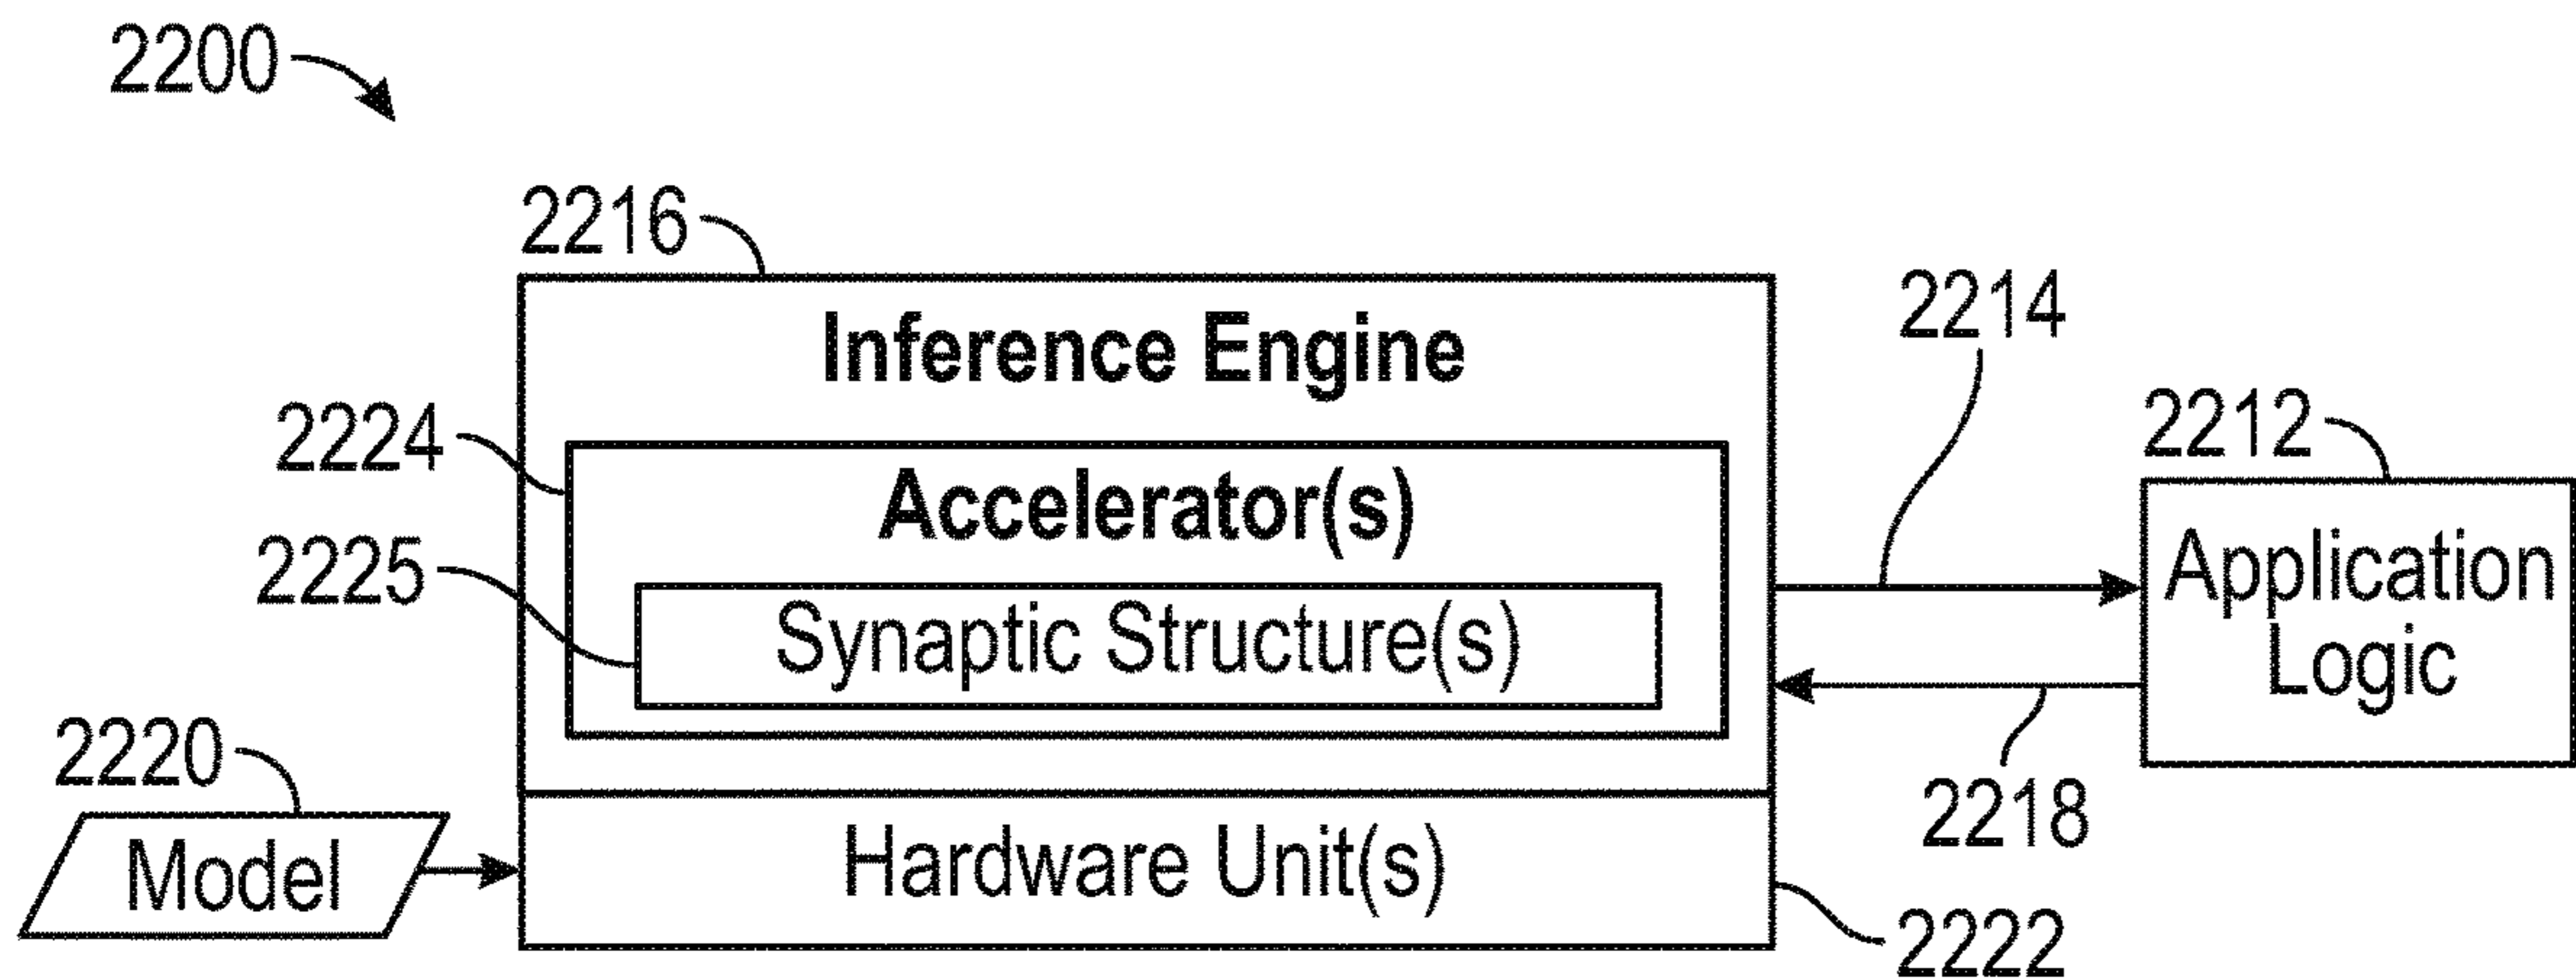 2200
2216
Inference Engine
2214
2224
Accelerator(s)
2212
2225
Synaptic Structure(s)
Application
Logic
2220
Model
Hardware Unit(s)
2218
2222